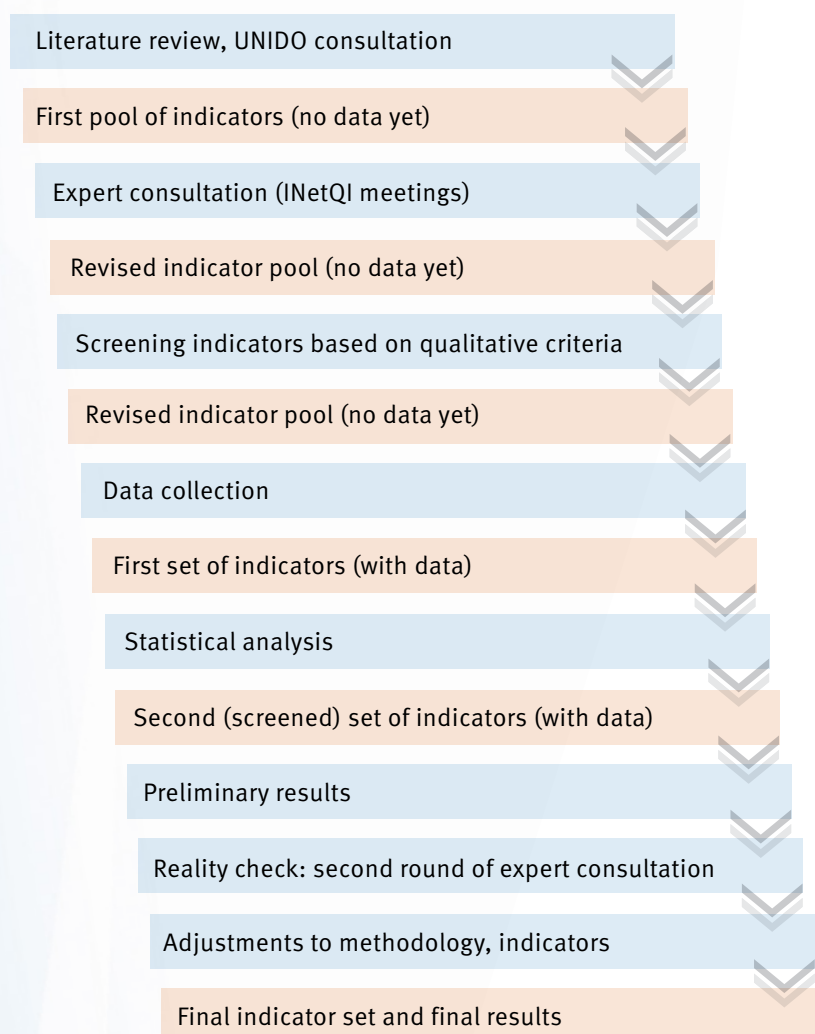 Literature review, UNIDO consultation
First pool of indicators (no data yet)
Expert consultation (INetQI meetings)
Revised indicator pool (no data yet)
Screening indicators based on qualitative criteria
Revised indicator pool (no data yet)
Data collection
First set of indicators (with data)
Statistical analysis
Second (screened) set of indicators (with data)
Preliminary results
Reality check: second round of expert consultation
Adjustments to methodology, indicators
Final indicator set and final results